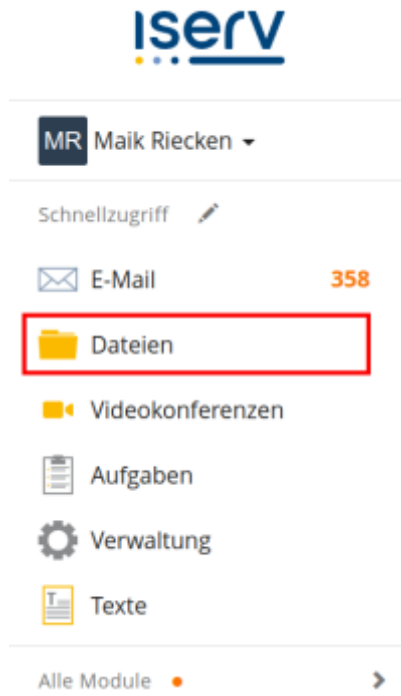 iserv
MR Maik Riecken
Schnellzugriff
E-Mail 358
Dateien
Videokonferenzen
Aufgaben
Verwaltung
Texte
Alle Module